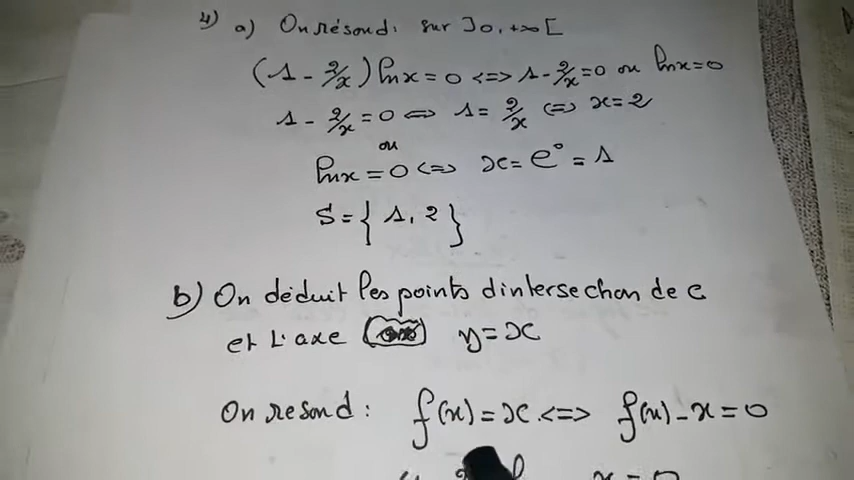 4) a) On résoud: sur ]0, +∞[
(1 - 2/x) ln x = 0 <=> 1 - 2/x = 0 ou ln x = 0
1 - 2/x = 0 <=> 1 = 2/x <=> x = 2
ou
ln x = 0 <=> x = e° = 1
S = { 1, 2 }
b) On déduit les points d'intersection de C
et L'axe y = x
On resoud : f(x) = x <=> f(x) - x = 0
x = 0